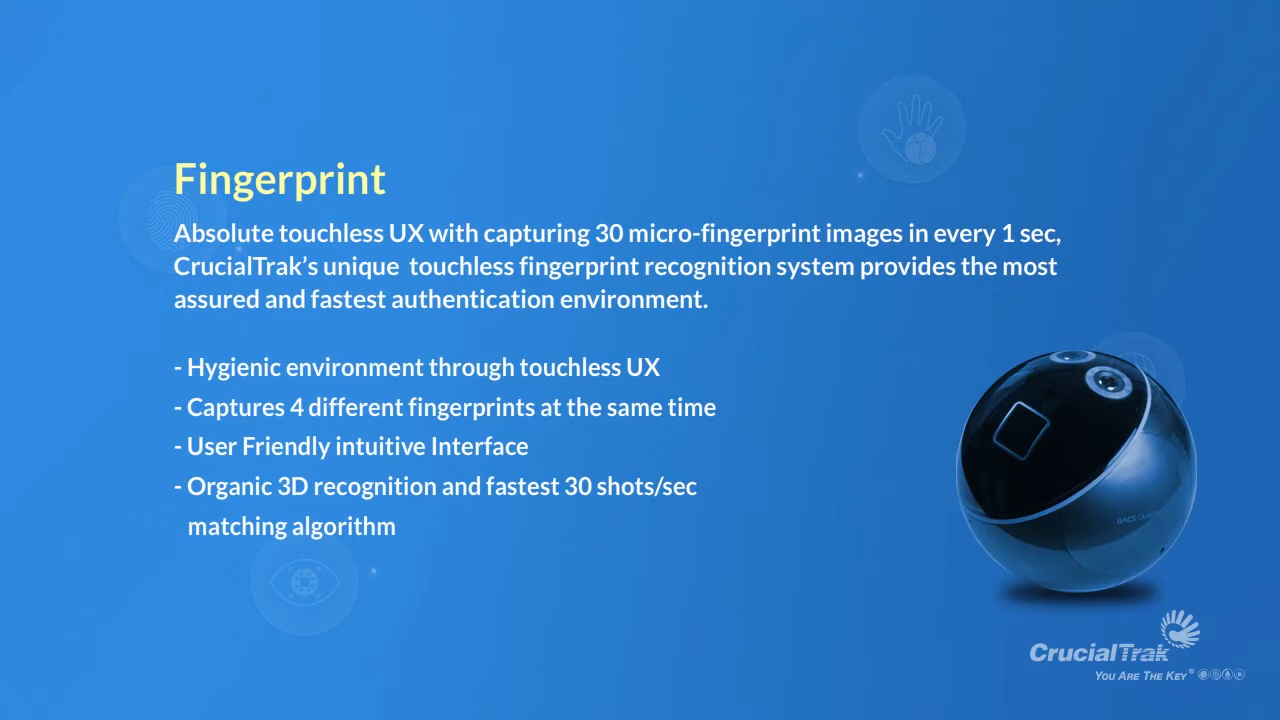 Fingerprint
Absolute touchless UX with capturing 30 micro-fingerprint images in every 1 sec,
CrucialTrak’s unique  touchless fingerprint recognition system provides the most
assured and fastest authentication environment.
- Hygienic environment through touchless UX
- Captures 4 different fingerprints at the same time
- User Friendly intuitive Interface
- Organic 3D recognition and fastest 30 shots/sec
matching algorithm
BACS
CrucialTrak
You Are The Key®